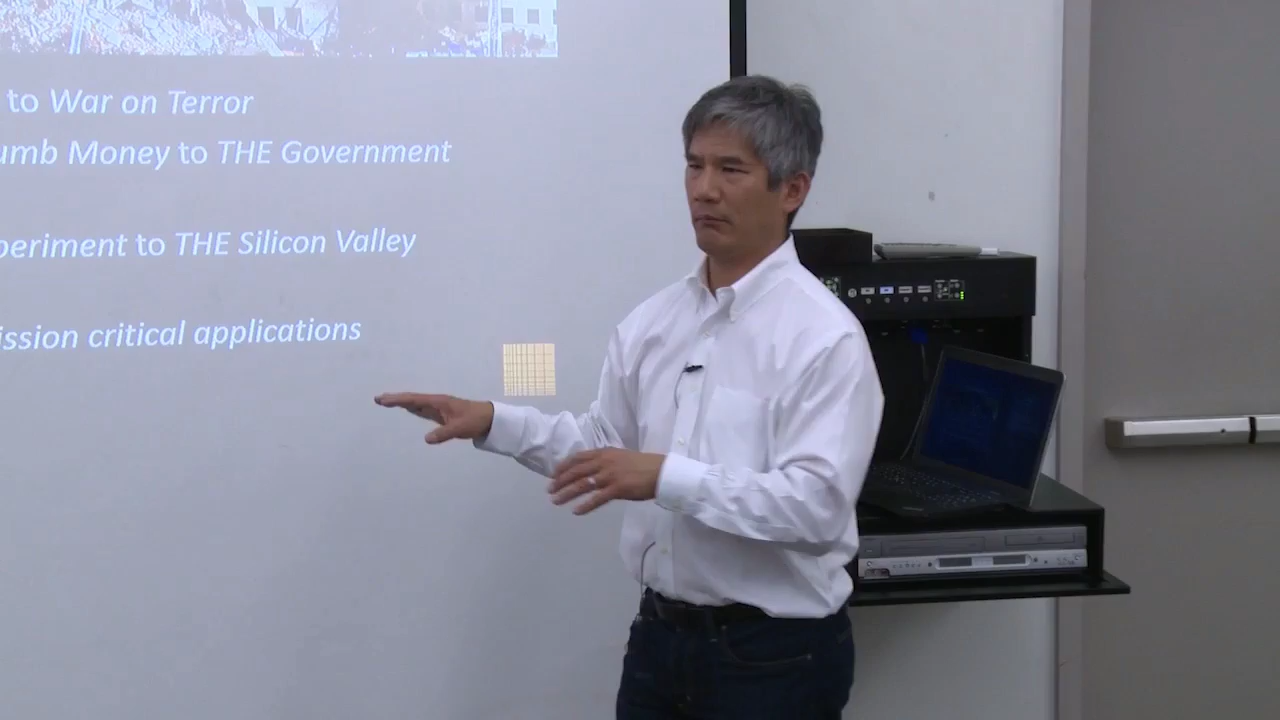 to War on Terror
umb Money to THE Government
periment to THE Silicon Valley
ission critical applications